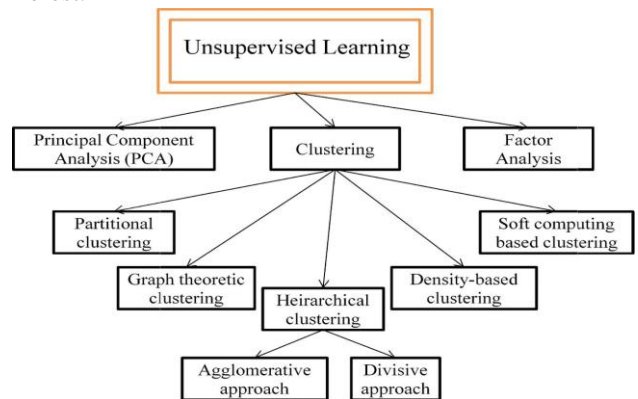 Unsupervised Learning
Principal Component
Analysis (PCA)
Clustering
Factor
Analysis
Partitional
clustering
Soft computing
based clustering
Graph theoretic
clustering
Density-based
clustering
Heirarchical
clustering
Agglomerative
approach
Divisive
approach